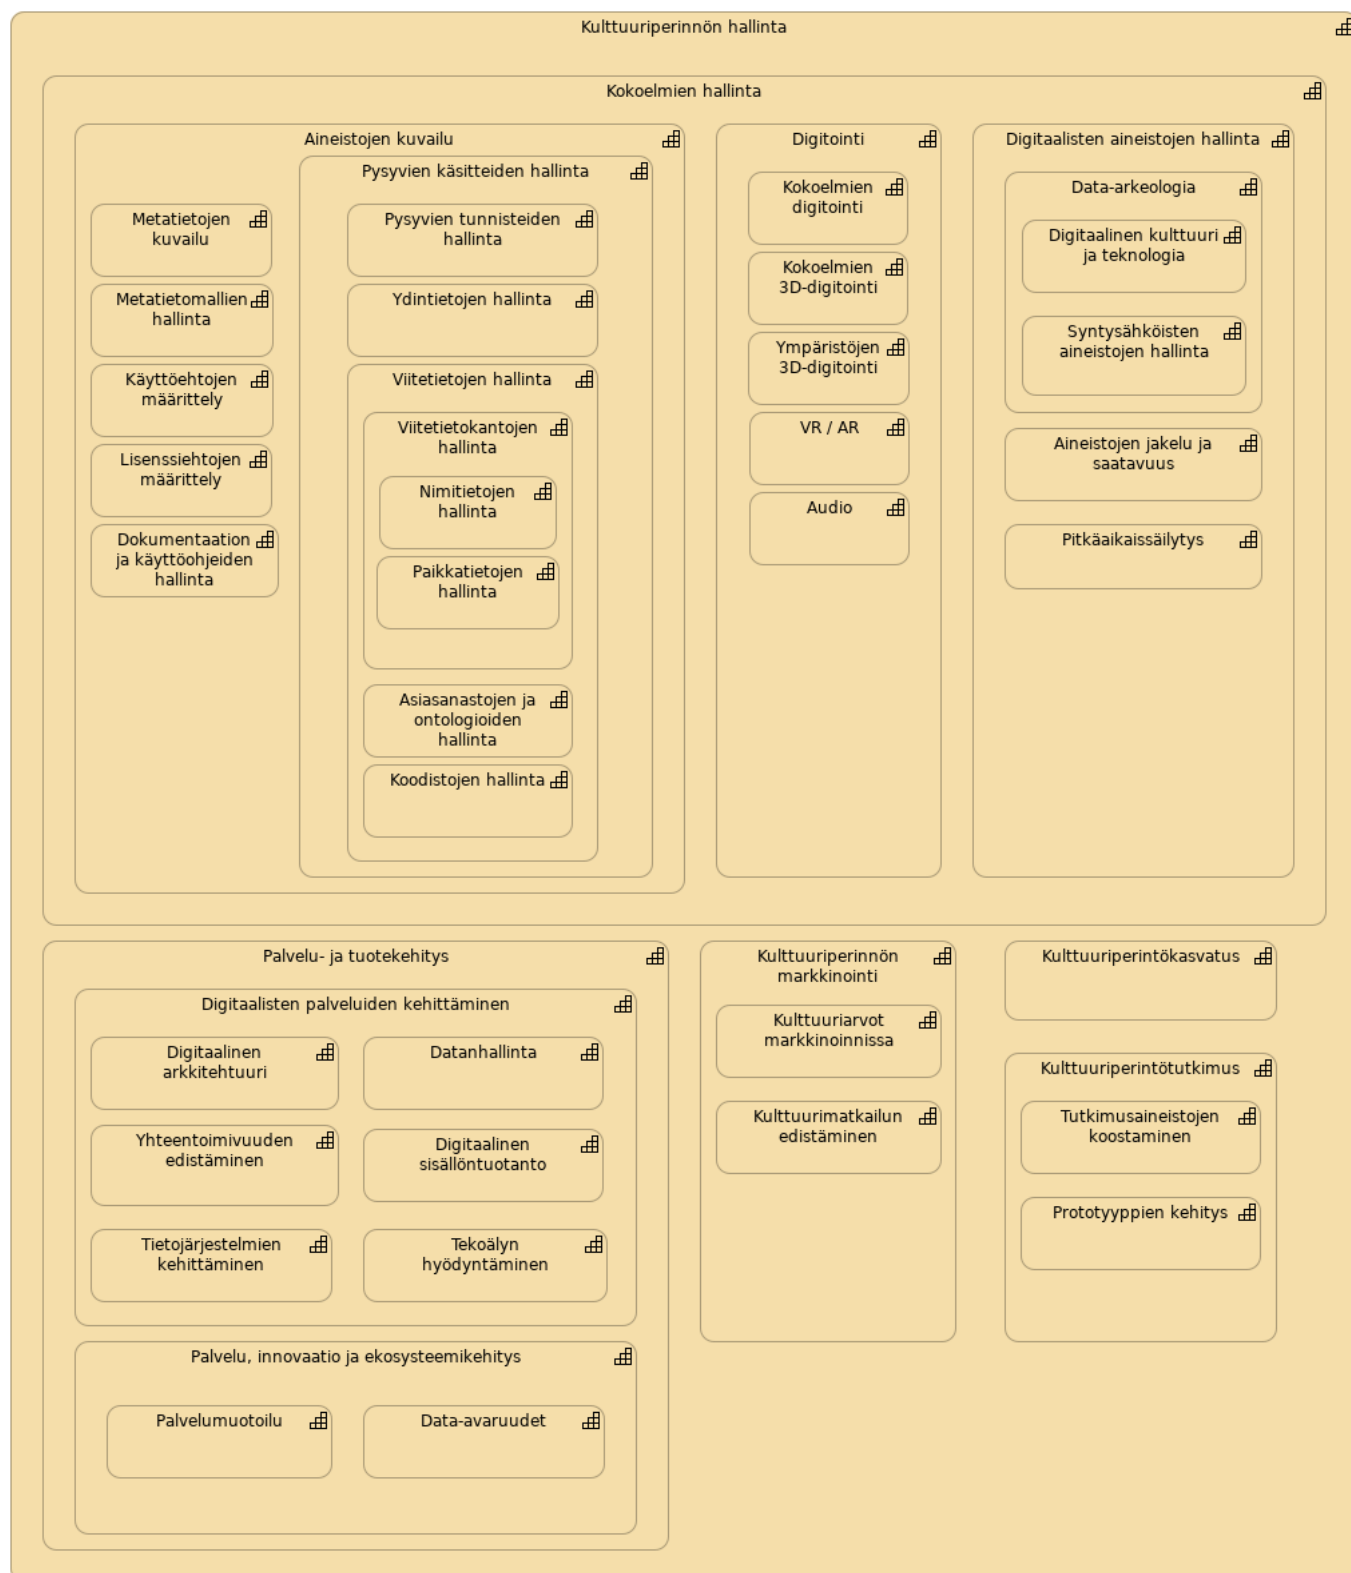 Kulttuuriperinnön hallinta
Kokoelmien hallinta
Aineistojen kuvailu
Metatietojen
kuvailu
Metatietomallien
hallinta
Käyttöehtojen
määrittely
Lisenssiehtojen
määrittely
Dokumentaation
ja käyttöohjeiden
hallinta
Pysyvien käsitteiden hallinta
Pysyvien tunnisteiden
hallinta
Ydintietojen hallinta
Viitetietojen hallinta
Viitetietokantojen
hallinta
Nimitietojen
hallinta
Paikkatietojen
hallinta
Asiasanastojen ja
ontologioiden
hallinta
Koodistojen hallinta
Digitointi
Kokoelmien
digitointi
Kokoelmien
3D-digitointi
Ympäristöjen
3D-digitointi
VR / AR
Audio
Digitaalisten aineistojen hallinta
Data-arkeologia
Digitaalinen kulttuuri
ja teknologia
Syntysähköisten
aineistojen hallinta
Aineistojen jakelu ja
saatavuus
Pitkäaikaissäilytys
Palvelu- ja tuotekehitys
Digitaalisten palveluiden kehittäminen
Digitaalinen
arkkitehtuuri
Datanhallinta
Yhteentoimivuuden
edistäminen
Digitaalinen
sisällöntuotanto
Tietojärjestelmien
kehittäminen
Tekoälyn
hyödyntäminen
Palvelu, innovaatio ja ekosysteemikehitys
Palvelumuotoilu
Data-avaruudet
Kulttuuriperinnön
markkinointi
Kulttuuriarvot
markkinoinnissa
Kulttuurimatkailun
edistäminen
Kulttuuriperintökasvatus
Kulttuuriperintötutkimus
Tutkimusaineistojen
koostaminen
Prototyyppien kehitys